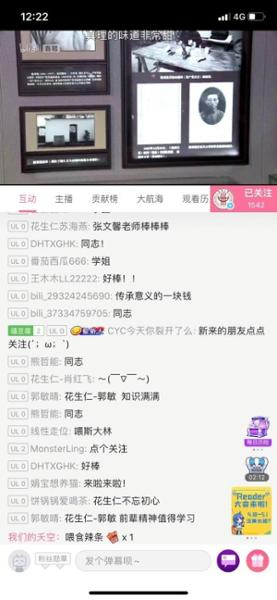 12:22
4G
真理的味道非常甜
互动 主播 贡献榜 大航海 观看历
已关注
1542
UL 0 花生仁苏海燕: 张文馨老师棒棒棒
UL 0 DHTXGHK: 同志!
UL 0 番茄西瓜666: 学姐
UL 0 王木木LL22222: 好棒!!
UL 0 bili_29324245690: 传承意义的一块钱
UL 0 bili_37334759705: 同志
2 UL 0 CYC今天你裂开了么: 新来的朋友点点
关注(´;ω;`)
UL 0 熊哲能: 同志
UL 0 花生仁-肖红飞: ~(￣▽￣)~
UL 0 郭敏晴: 花生仁-郭敏 知识满满
UL 0 熊哲能: 同志
UL 0 线性走位: 喂斯大林
UL 2 MonsterLing: 点个关注
UL 0 DHTXGHK: 好棒
UL 0 娟宝想养猫: 来啦来啦!
UL 0 饼锅锅爱喝茶: 花生仁不忘初心
UL 0 郭敏晴: 花生仁-郭敏 前辈精神值得学习
我们的天空: 喂食辣条 x 1
02:12
Reader
大会来啦!
粉丝勋章
发个弹幕呗~